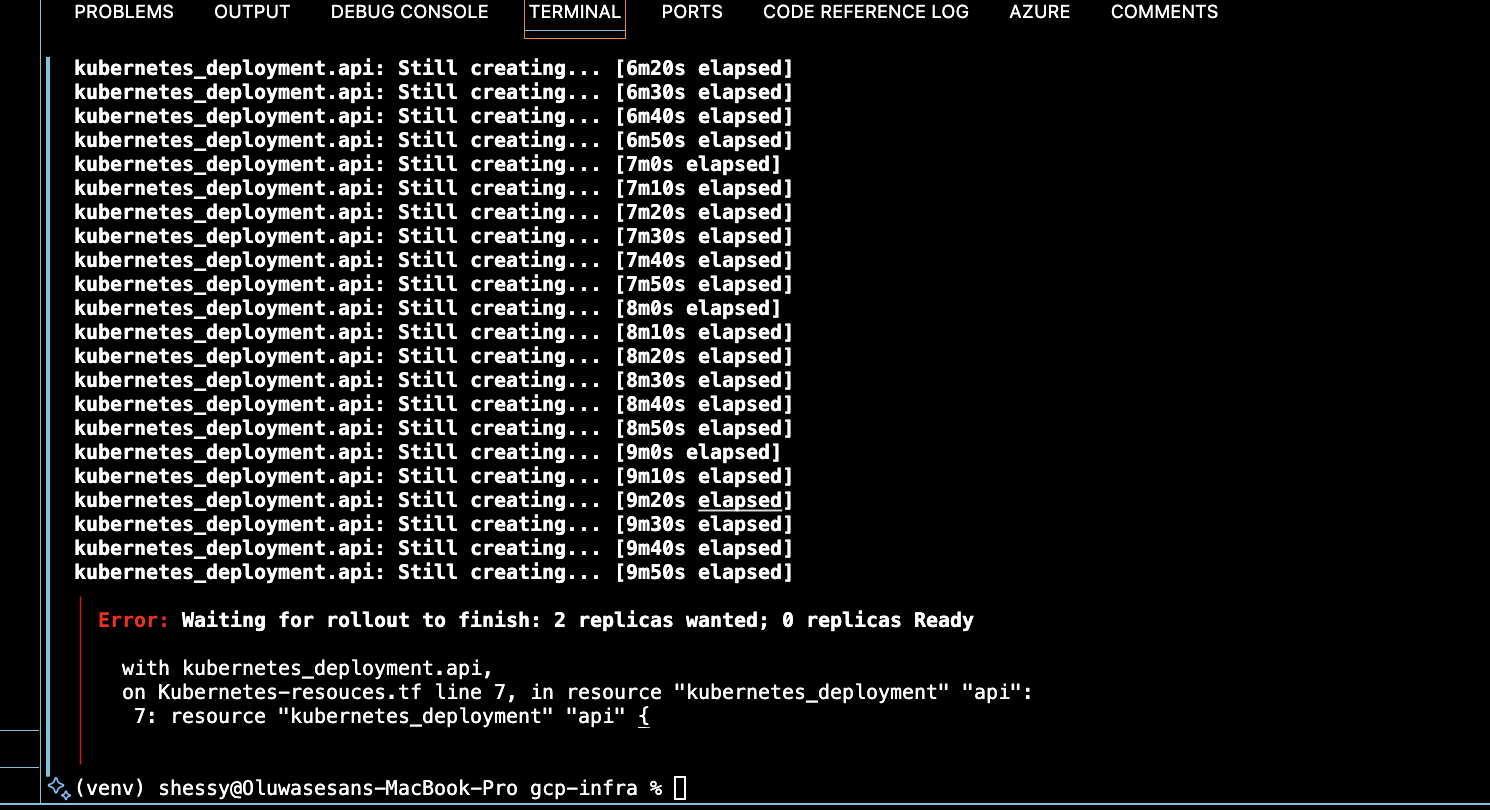 PROBLEMS OUTPUT DEBUG CONSOLE TERMINAL PORTS CODE REFERENCE LOG AZURE COMMENTS
kubernetes_deployment.api: Still creating... [6m20s elapsed]
kubernetes_deployment.api: Still creating... [6m30s elapsed]
kubernetes_deployment.api: Still creating... [6m40s elapsed]
kubernetes_deployment.api: Still creating... [6m50s elapsed]
kubernetes_deployment.api: Still creating... [7m0s elapsed]
kubernetes_deployment.api: Still creating... [7m10s elapsed]
kubernetes_deployment.api: Still creating... [7m20s elapsed]
kubernetes_deployment.api: Still creating... [7m30s elapsed]
kubernetes_deployment.api: Still creating... [7m40s elapsed]
kubernetes_deployment.api: Still creating... [7m50s elapsed]
kubernetes_deployment.api: Still creating... [8m0s elapsed]
kubernetes_deployment.api: Still creating... [8m10s elapsed]
kubernetes_deployment.api: Still creating... [8m20s elapsed]
kubernetes_deployment.api: Still creating... [8m30s elapsed]
kubernetes_deployment.api: Still creating... [8m40s elapsed]
kubernetes_deployment.api: Still creating... [8m50s elapsed]
kubernetes_deployment.api: Still creating... [9m0s elapsed]
kubernetes_deployment.api: Still creating... [9m10s elapsed]
kubernetes_deployment.api: Still creating... [9m20s elapsed]
kubernetes_deployment.api: Still creating... [9m30s elapsed]
kubernetes_deployment.api: Still creating... [9m40s elapsed]
kubernetes_deployment.api: Still creating... [9m50s elapsed]
Error: Waiting for rollout to finish: 2 replicas wanted; 0 replicas Ready
with kubernetes_deployment.api,
on Kubernetes-resouces.tf line 7, in resource "kubernetes_deployment" "api":
7: resource "kubernetes_deployment" "api" {
(venv) shessy@Oluwasesans-MacBook-Pro gcp-infra %